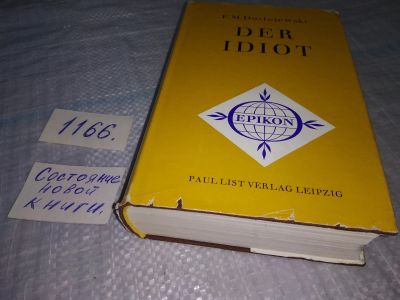 F. M. Dostojewski
DER
IDIOT
EPIKON
PAUL LIST VERLAG LEIPZIG
1166.
Состояние
новой
книги.